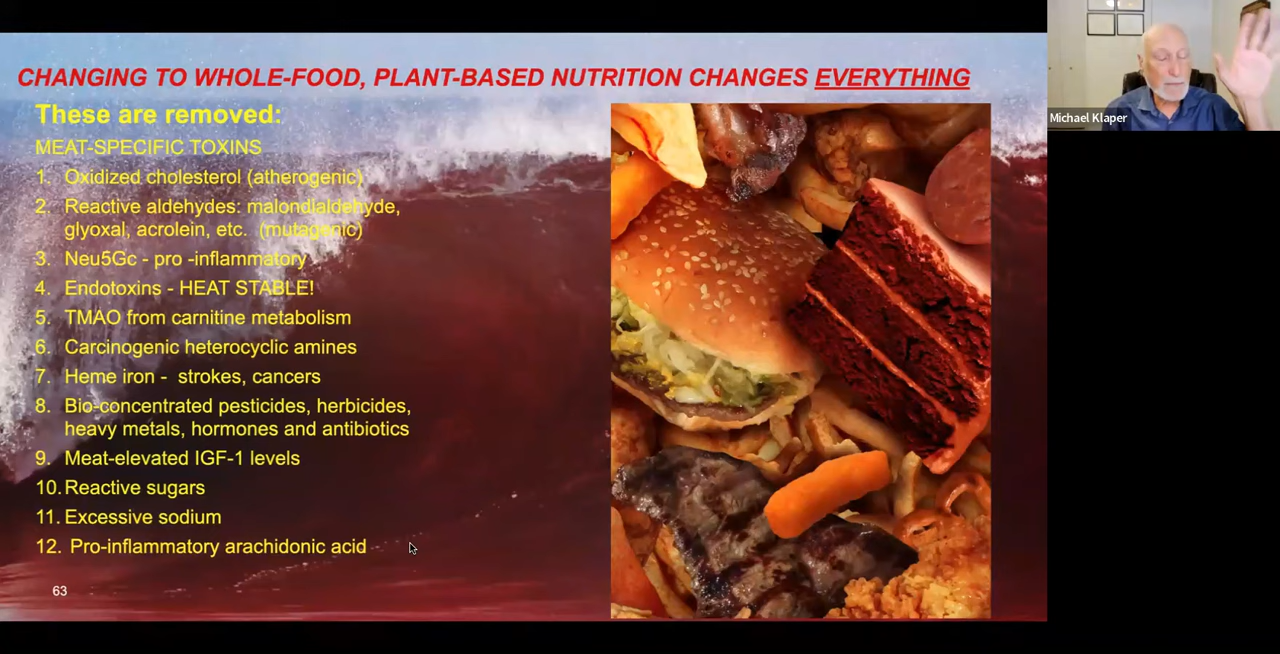 CHANGING TO WHOLE-FOOD, PLANT-BASED NUTRITION CHANGES EVERYTHING
These are removed:
MEAT-SPECIFIC TOXINS
1. Oxidized cholesterol (atherogenic)
2. Reactive aldehydes: malondialdehyde,
glyoxal, acrolein, etc. (mutagenic)
3. Neu5Gc - pro -inflammatory
4. Endotoxins - HEAT STABLE!
5. TMAO from carnitine metabolism
6. Carcinogenic heterocyclic amines
7. Heme iron - strokes, cancers
8. Bio-concentrated pesticides, herbicides,
heavy metals, hormones and antibiotics
9. Meat-elevated IGF-1 levels
10. Reactive sugars
11. Excessive sodium
12. Pro-inflammatory arachidonic acid
63
Michael Klaper